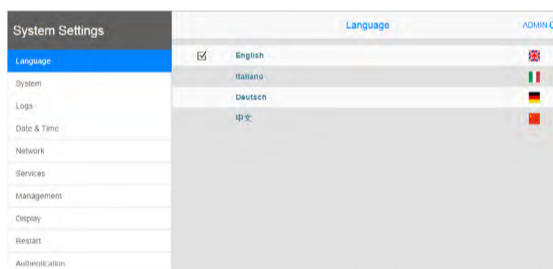 System Settings
Language
ADMIN
Language
English
System
Italiano
Logs
Deutsch
Date & Time
中文
Network
Services
Management
Display
Restart
Authentication